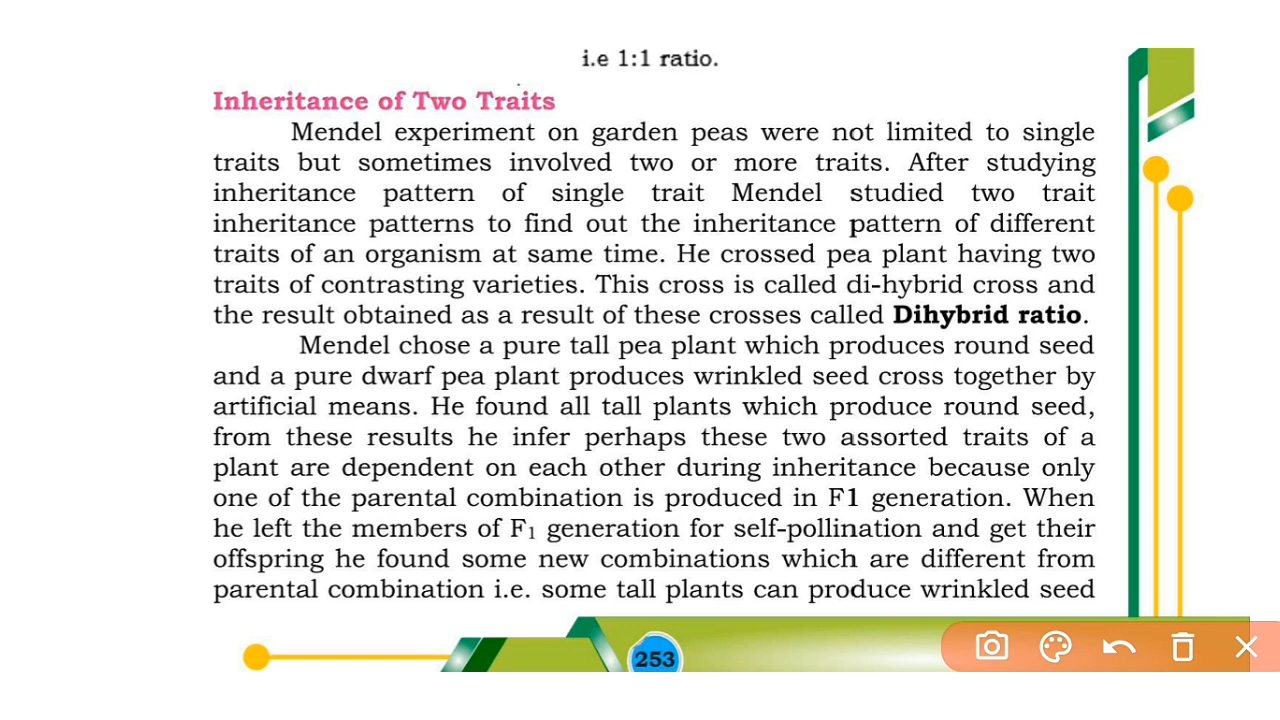 i.e 1:1 ratio.
Inheritance of Two Traits
Mendel experiment on garden peas were not limited to single
traits but sometimes involved two or more traits. After studying
inheritance pattern of single trait Mendel studied two trait
inheritance patterns to find out the inheritance pattern of different
traits of an organism at same time. He crossed pea plant having two
traits of contrasting varieties. This cross is called di-hybrid cross and
the result obtained as a result of these crosses called Dihybrid ratio.
Mendel chose a pure tall pea plant which produces round seed
and a pure dwarf pea plant produces wrinkled seed cross together by
artificial means. He found all tall plants which produce round seed,
from these results he infer perhaps these two assorted traits of a
plant are dependent on each other during inheritance because only
one of the parental combination is produced in F1 generation. When
he left the members of F₁ generation for self-pollination and get their
offspring he found some new combinations which are different from
parental combination i.e. some tall plants can produce wrinkled seed
253